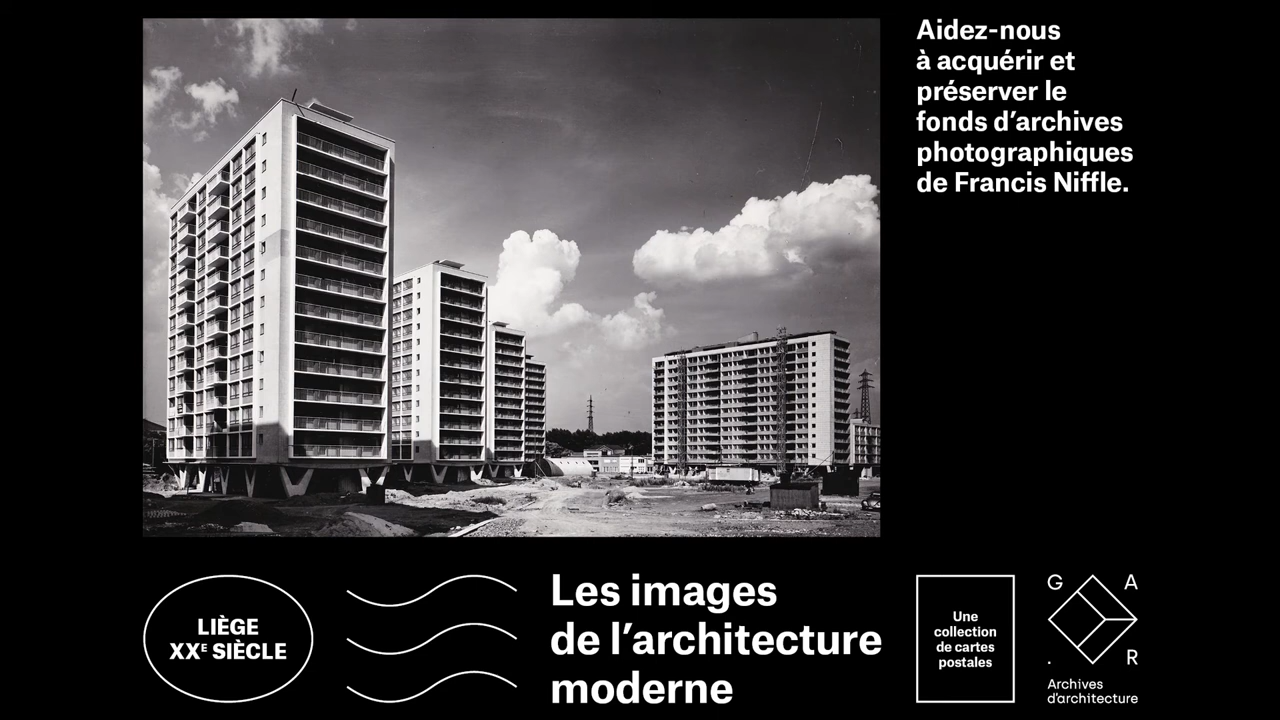 Aidez-nous
à acquérir et
préserver le
fonds d’archives
photographiques
de Francis Niffle.
LIÈGE
XXE SIÈCLE
Les images
de l’architecture
moderne
Une
collection
de cartes
postales
G A
. R
Archives
d’architecture